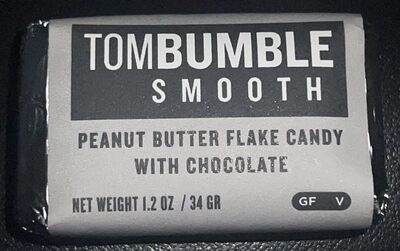 TOMBUMBLE
SMOOTH
PEANUT BUTTER FLAKE CANDY
WITH CHOCOLATE
NET WEIGHT 1.2 OZ / 34 GR
GF V